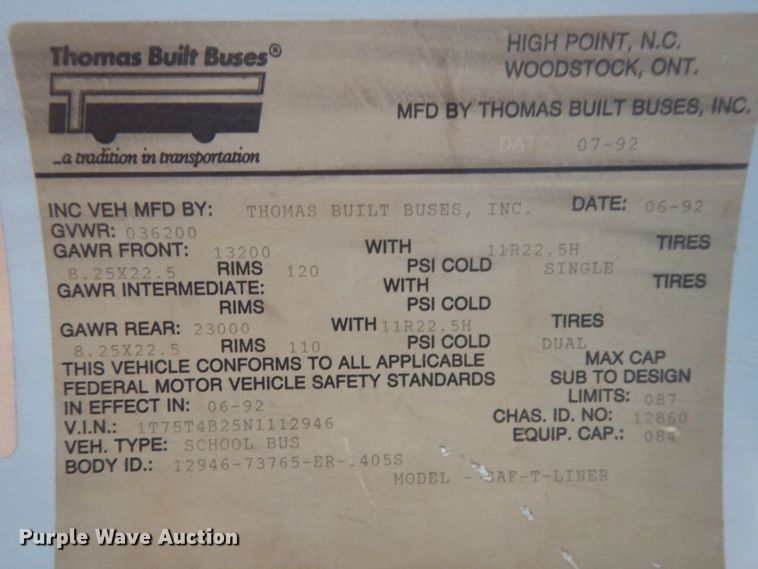 Thomas Built Buses®
HIGH POINT, N.C.
WOODSTOCK, ONT.
MFD BY THOMAS BUILT BUSES, INC.
DATE 07-92
...a tradition in transportation
INC VEH MFD BY: THOMAS BUILT BUSES, INC. DATE: 06-92
GVWR: 036200
GAWR FRONT: 13200 WITH 11R22.5H TIRES
8.25X22.5 RIMS 120 PSI COLD SINGLE
GAWR INTERMEDIATE: WITH TIRES
RIMS PSI COLD
GAWR REAR: 23000 WITH 11R22.5H TIRES
8.25X22.5 RIMS 110 PSI COLD DUAL
THIS VEHICLE CONFORMS TO ALL APPLICABLE MAX CAP
FEDERAL MOTOR VEHICLE SAFETY STANDARDS SUB TO DESIGN
IN EFFECT IN: 06-92 LIMITS: 087
V.I.N.: 1T75T4B25N1112946 CHAS. ID. NO: 12860
VEH. TYPE: SCHOOL BUS EQUIP. CAP.: 084
BODY ID.: 12946-73765-ER-1405S
MODEL - SAF-T-LINER
Purple Wave Auction